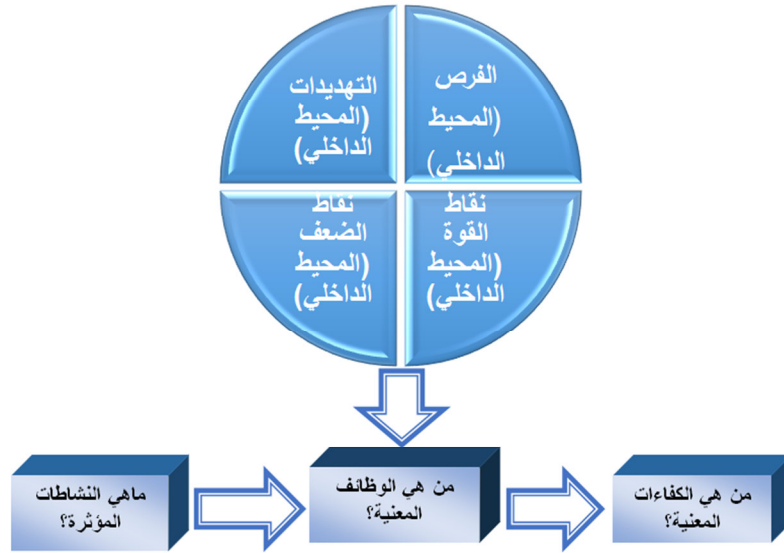 الفرص
(المحيط
الداخلي)
التهديدات
(المحيط
الداخلي)
نقاط
القوة
(المحيط
الداخلي)
نقاط
الضعف
(المحيط
الداخلي)
من هي الكفاءات
المعنية؟
من هي الوظائف
المعنية؟
ماهي النشاطات
المؤثرة؟